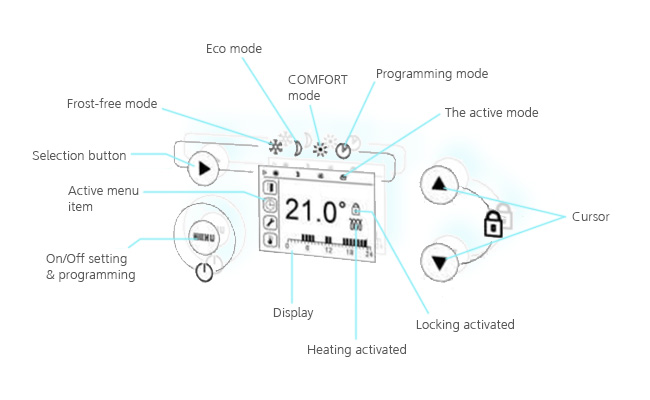 Eco mode
COMFORT
mode
Programming mode
Frost-free mode
The active mode
Selection button
Active menu
item
21.0°
MENU
0 6 12 18 24
Cursor
On/Off setting
& programming
Display
Locking activated
Heating activated